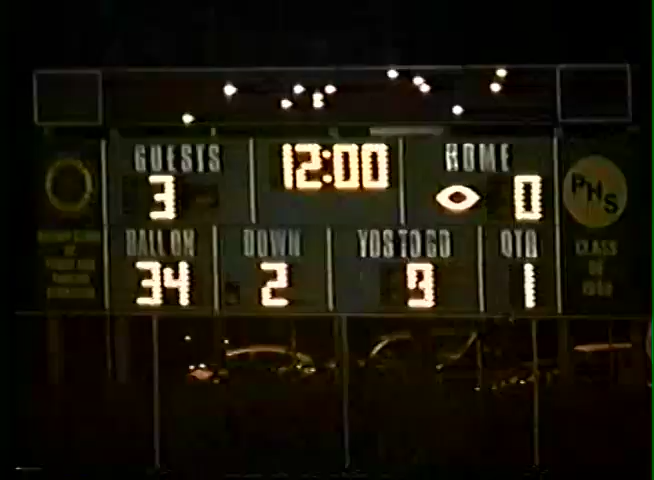 GUESTS 12:00 HOME
3 0
PHS
BALL ON DOWN YDS TO GO QTR
34 2 9 1
CLASS
OF